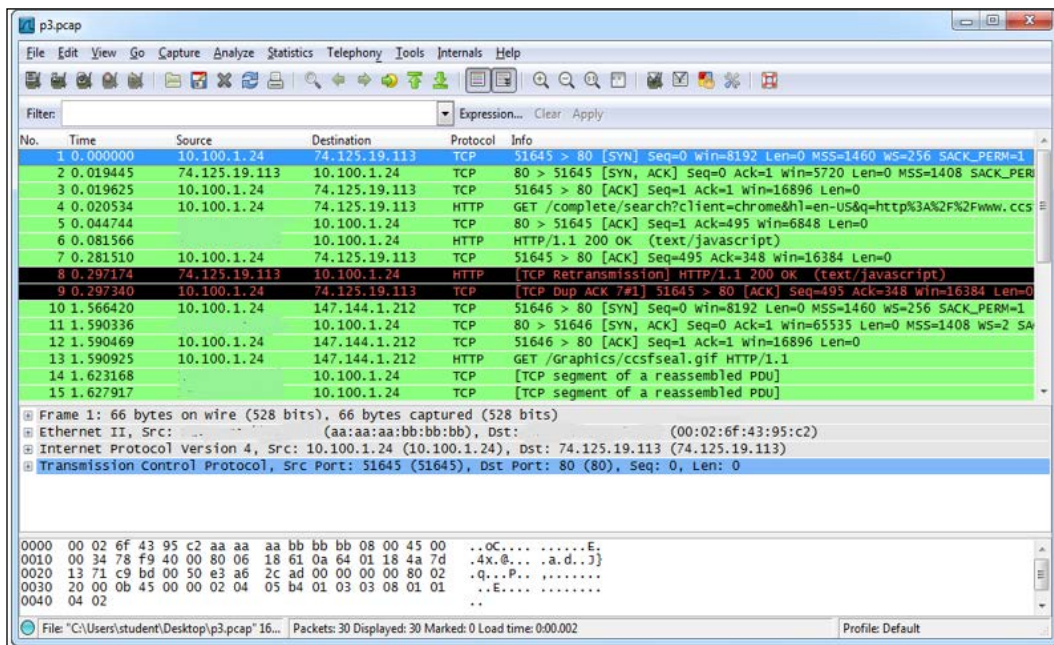 p3.pcap
File Edit View Go Capture Analyze Statistics Telephony Tools Internals Help
Filter: Expression... Clear Apply
No. Time Source Destination Protocol Info
1 0.000000 10.100.1.24 74.125.19.113 TCP 51645 > 80 [SYN] Seq=0 Win=8192 Len=0 MSS=1460 WS=256 SACK_PERM=1
2 0.019445 74.125.19.113 10.100.1.24 TCP 80 > 51645 [SYN, ACK] Seq=0 Ack=1 Win=5720 Len=0 MSS=1408 SACK_PER
3 0.019625 10.100.1.24 74.125.19.113 TCP 51645 > 80 [ACK] Seq=1 Ack=1 Win=16896 Len=0
4 0.020534 10.100.1.24 74.125.19.113 HTTP GET /complete/search?client=chrome&hl=en-US&q=http%3A%2F%2Fwww.ccs
5 0.044744 10.100.1.24 TCP 80 > 51645 [ACK] Seq=1 Ack=495 Win=6848 Len=0
6 0.081566 10.100.1.24 HTTP HTTP/1.1 200 OK (text/javascript)
7 0.281510 10.100.1.24 74.125.19.113 TCP 51645 > 80 [ACK] Seq=495 Ack=348 Win=16384 Len=0
8 0.297174 74.125.19.113 10.100.1.24 HTTP [TCP Retransmission] HTTP/1.1 200 OK (text/javascript)
9 0.297340 10.100.1.24 74.125.19.113 TCP [TCP Dup ACK 7#1] 51645 > 80 [ACK] Seq=495 Ack=348 Win=16384 Len=0
10 1.566420 10.100.1.24 147.144.1.212 TCP 51646 > 80 [SYN] Seq=0 Win=8192 Len=0 MSS=1460 WS=256 SACK_PERM=1
11 1.590336 10.100.1.24 TCP 80 > 51646 [SYN, ACK] Seq=0 Ack=1 Win=65535 Len=0 MSS=1408 WS=2 SA
12 1.590469 10.100.1.24 147.144.1.212 TCP 51646 > 80 [ACK] Seq=1 Ack=1 Win=16896 Len=0
13 1.590925 10.100.1.24 147.144.1.212 HTTP GET /Graphics/ccsfseal.gif HTTP/1.1
14 1.623168 10.100.1.24 TCP [TCP segment of a reassembled PDU]
15 1.627917 10.100.1.24 TCP [TCP segment of a reassembled PDU]
Frame 1: 66 bytes on wire (528 bits), 66 bytes captured (528 bits)
Ethernet II, Src: (aa:aa:aa:bb:bb:bb), Dst: (00:02:6f:43:95:c2)
Internet Protocol Version 4, Src: 10.100.1.24 (10.100.1.24), Dst: 74.125.19.113 (74.125.19.113)
Transmission Control Protocol, Src Port: 51645 (51645), Dst Port: 80 (80), Seq: 0, Len: 0
0000 00 02 6f 43 95 c2 aa aa aa bb bb bb 08 00 45 00 ..oC.... ......E.
0010 00 34 78 f9 40 00 80 06 18 61 0a 64 01 18 4a 7d .4x.@... .a.d..J}
0020 13 71 c9 bd 00 50 e3 a6 2c ad 00 00 00 00 80 02 .q...P.. ,.......
0030 20 00 0b 45 00 00 02 04 05 b4 01 03 03 08 01 01 ..E.... ........
0040 04 02 ..
File: "C:\Users\student\Desktop\p3.pcap" 16... Packets: 30 Displayed: 30 Marked: 0 Load time: 0:00.002 Profile: Default